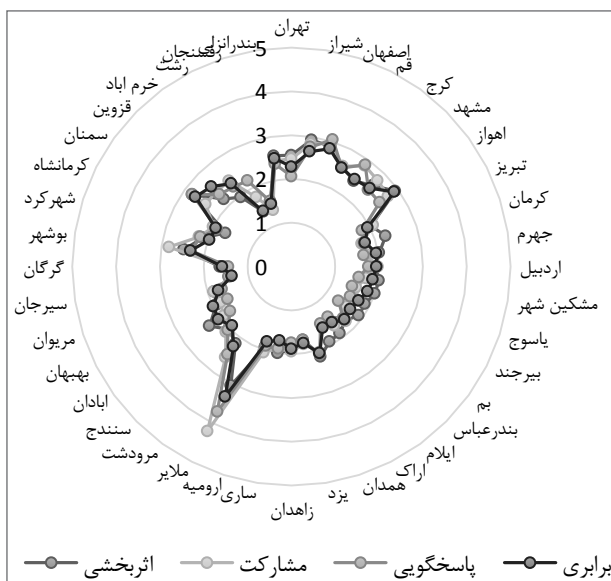 تهران
شیراز
اصفهان
قم
کرج
مشهد
اهواز
تبریز
کرمان
جهرم
اردبیل
مشکین شهر
یاسوج
بیرجند
بم
بندرعباس
ایلام
اراک
همدان
یزد
زاهدان
ساری
ارومیه
ملایر
مرودشت
سنندج
ابادان
بهبهان
مریوان
سیرجان
گرگان
بوشهر
شهرکرد
کرمانشاه
سمنان
قزوین
خرم اباد
رشت
رفسنجان
بندرانزلی
5
4
3
2
1
0
اثربخشی مشارکت پاسخگویی برابری